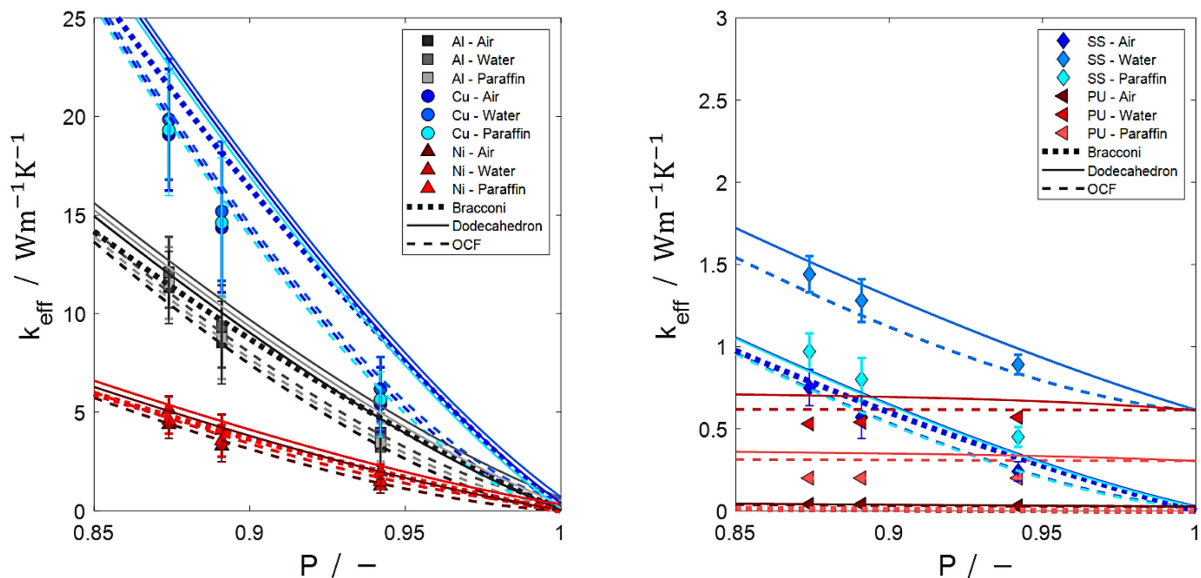 25
20
15
10
5
0
0.85
0.9
0.95
1
k_eff / Wm⁻¹K⁻¹
P / −
Al - Air
Al - Water
Al - Paraffin
Cu - Air
Cu - Water
Cu - Paraffin
Ni - Air
Ni - Water
Ni - Paraffin
Bracconi
Dodecahedron
OCF
3
2.5
2
1.5
1
0.5
0
0.85
0.9
0.95
1
k_eff / Wm⁻¹K⁻¹
P / −
SS - Air
SS - Water
SS - Paraffin
PU - Air
PU - Water
PU - Paraffin
Bracconi
Dodecahedron
OCF